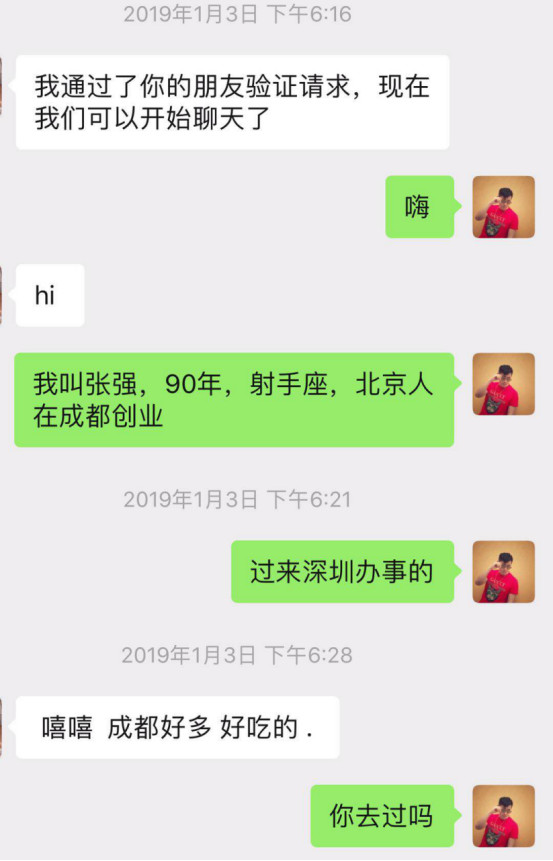 2019年1月3日 下午6:16
我通过了你的朋友验证请求，现在
我们可以开始聊天了
嗨
hi
我叫张强，90年，射手座，北京人
在成都创业
2019年1月3日 下午6:21
过来深圳办事的
2019年1月3日 下午6:28
嘻嘻 成都好多 好吃的 .
你去过吗